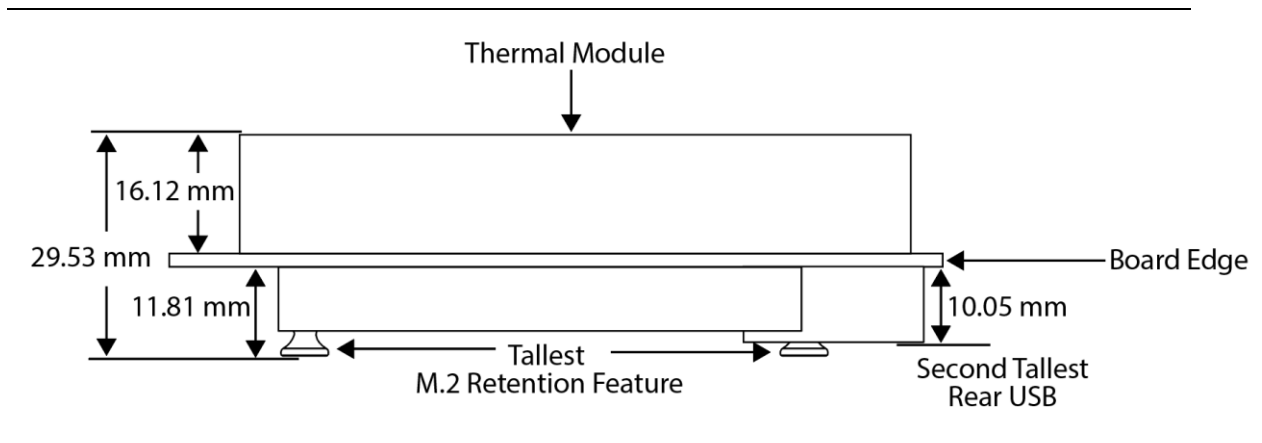 Thermal Module
16.12 mm
29.53 mm
Board Edge
11.81 mm
10.05 mm
Tallest
M.2 Retention Feature
Second Tallest
Rear USB